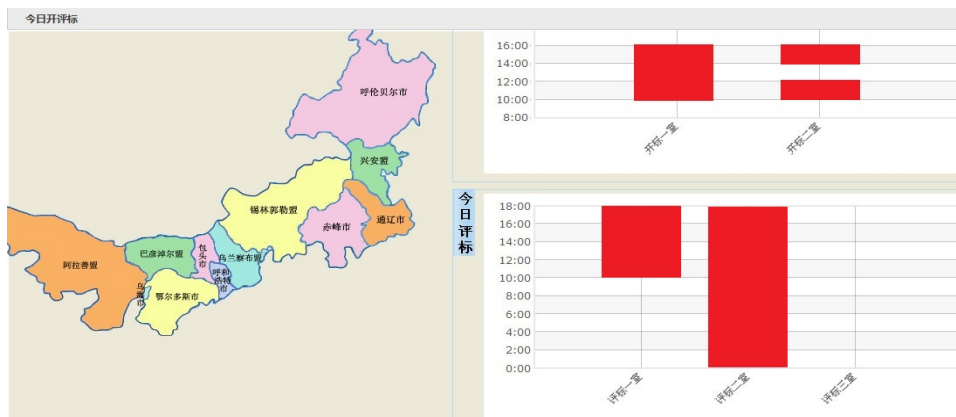 今日开评标
呼伦贝尔市
兴安盟
锡林郭勒盟
通辽市
赤峰市
阿拉善盟
巴彦淖尔盟
包头市
乌兰察布盟
呼和浩特市
乌海市
鄂尔多斯市
16:00
14:00
12:00
10:00
8:00
开标一室
开标二室
今日评标
18:00
16:00
14:00
12:00
10:00
8:00
6:00
4:00
2:00
0:00
评标一室
评标二室
评标三室